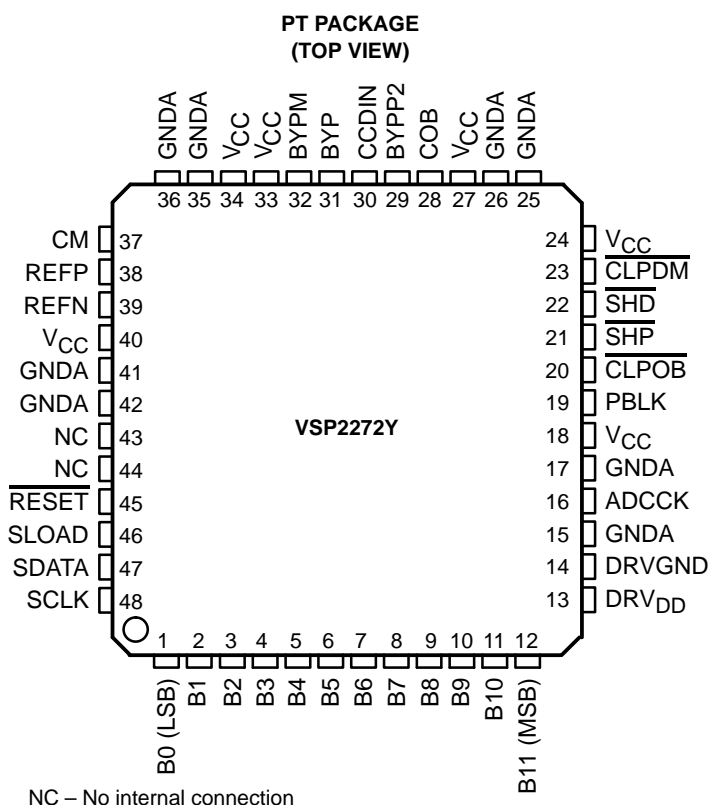 PT PACKAGE
(TOP VIEW)
GNDA GNDA VCC VCC BYPM BYP CCDIN BYPP2 COB VCC GNDA GNDA
36 35 34 33 32 31 30 29 28 27 26 25
CM 37 24 VCC
REFP 38 23 CLPDM
REFN 39 22 SHD
VCC 40 21 SHP
GNDA 41 20 CLPOB
GNDA 42 19 PBLK
NC 43 VSP2272Y 18 VCC
NC 44 17 GNDA
RESET 45 16 ADCCK
SLOAD 46 15 GNDA
SDATA 47 14 DRVGND
SCLK 48 13 DRVDD
1 2 3 4 5 6 7 8 9 10 11 12
B0 (LSB) B1 B2 B3 B4 B5 B6 B7 B8 B9 B10 B11 (MSB)
NC – No internal connection